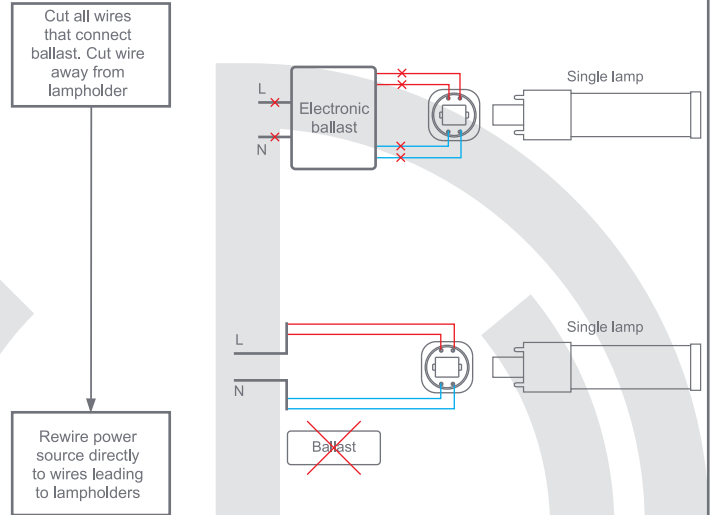 Cut all wires
that connect
ballast. Cut wire
away from
lampholder
L
N
Electronic
ballast
Single lamp
L
N
Ballast
Single lamp
Rewire power
source directly
to wires leading
to lampholders